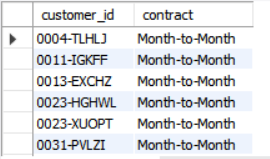 customer_id contract
0004-TLHLJ Month-to-Month
0011-IGKFF Month-to-Month
0013-EXCHZ Month-to-Month
0023-HGHWL Month-to-Month
0023-XUOPT Month-to-Month
0031-PVLZI Month-to-Month